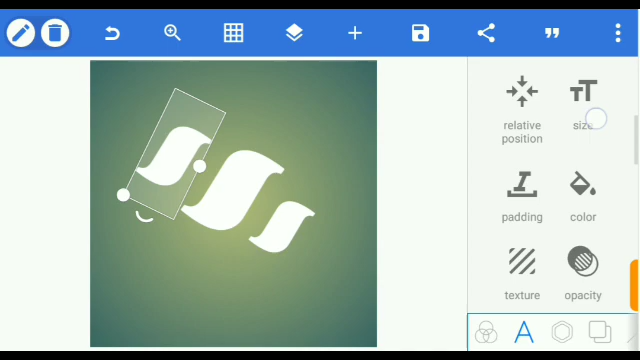 relative
position
size
padding
color
texture
opacity